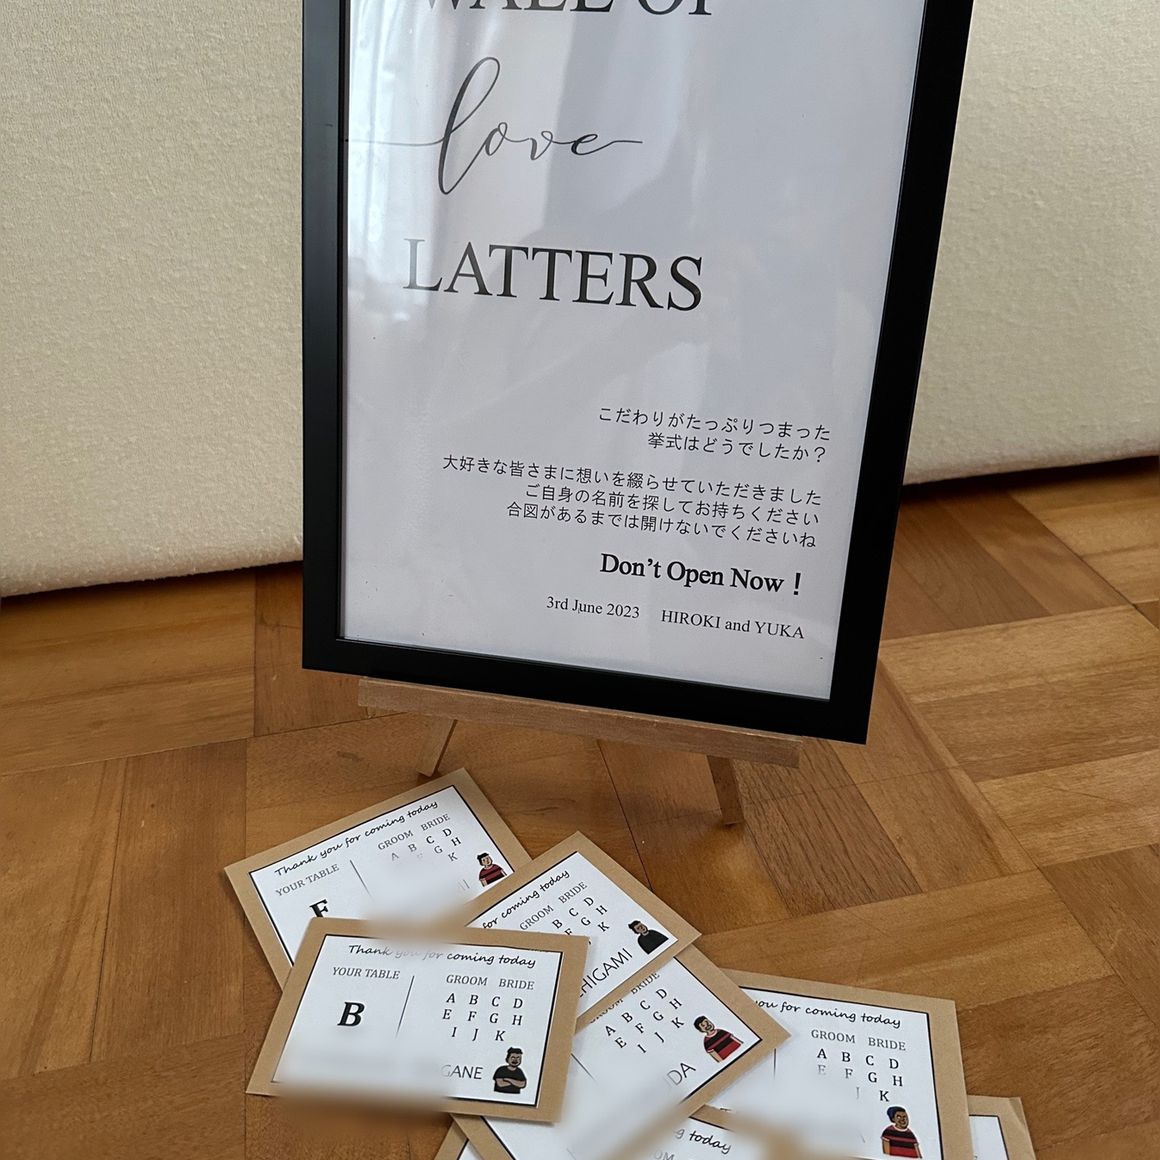 WALL OF
love
LATTERS
こだわりがたっぷりつまった
挙式はどうでしたか？
大好きな皆さまに想いを綴らせていただきました
ご自身の名前を探してお持ちください
合図があるまでは開けないでくださいね
Don't Open Now！
3rd June 2023 HIROKI and YUKA
Thank you for coming today
YOUR TABLE
GROOM BRIDE
A B C D
G H
K
for coming today
GROOM BRIDE
B C D
F G H
K
Thank you for coming today
YOUR TABLE
GROOM BRIDE
B
A B C D
E F G H
I J K
BRIDE
A B C D
E F G H
I J K
you for coming today
GROOM BRIDE
A B C D
E F G H
J K
today